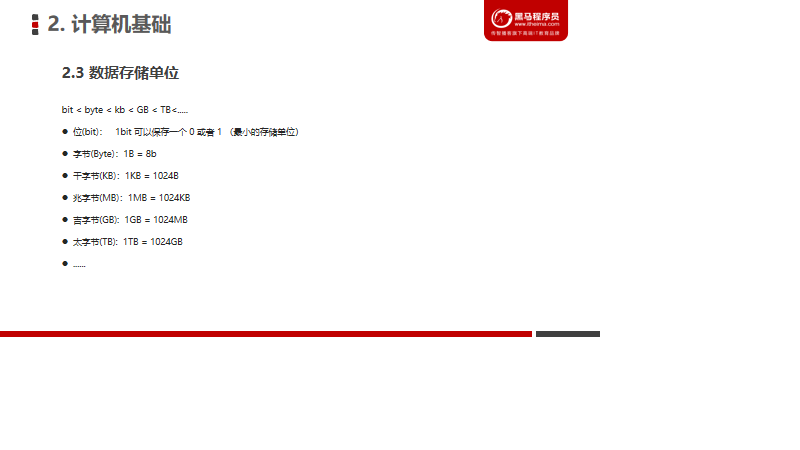 2. 计算机基础
黑马程序员
www.itheima.com
传智播客旗下高端IT教育品牌
2.3 数据存储单位
bit < byte < kb < GB < TB<.....
位(bit)： 1bit 可以保存一个 0 或者 1 （最小的存储单位）
字节(Byte)：1B = 8b
千字节(KB)：1KB = 1024B
兆字节(MB)：1MB = 1024KB
吉字节(GB)：1GB = 1024MB
太字节(TB)：1TB = 1024GB
......